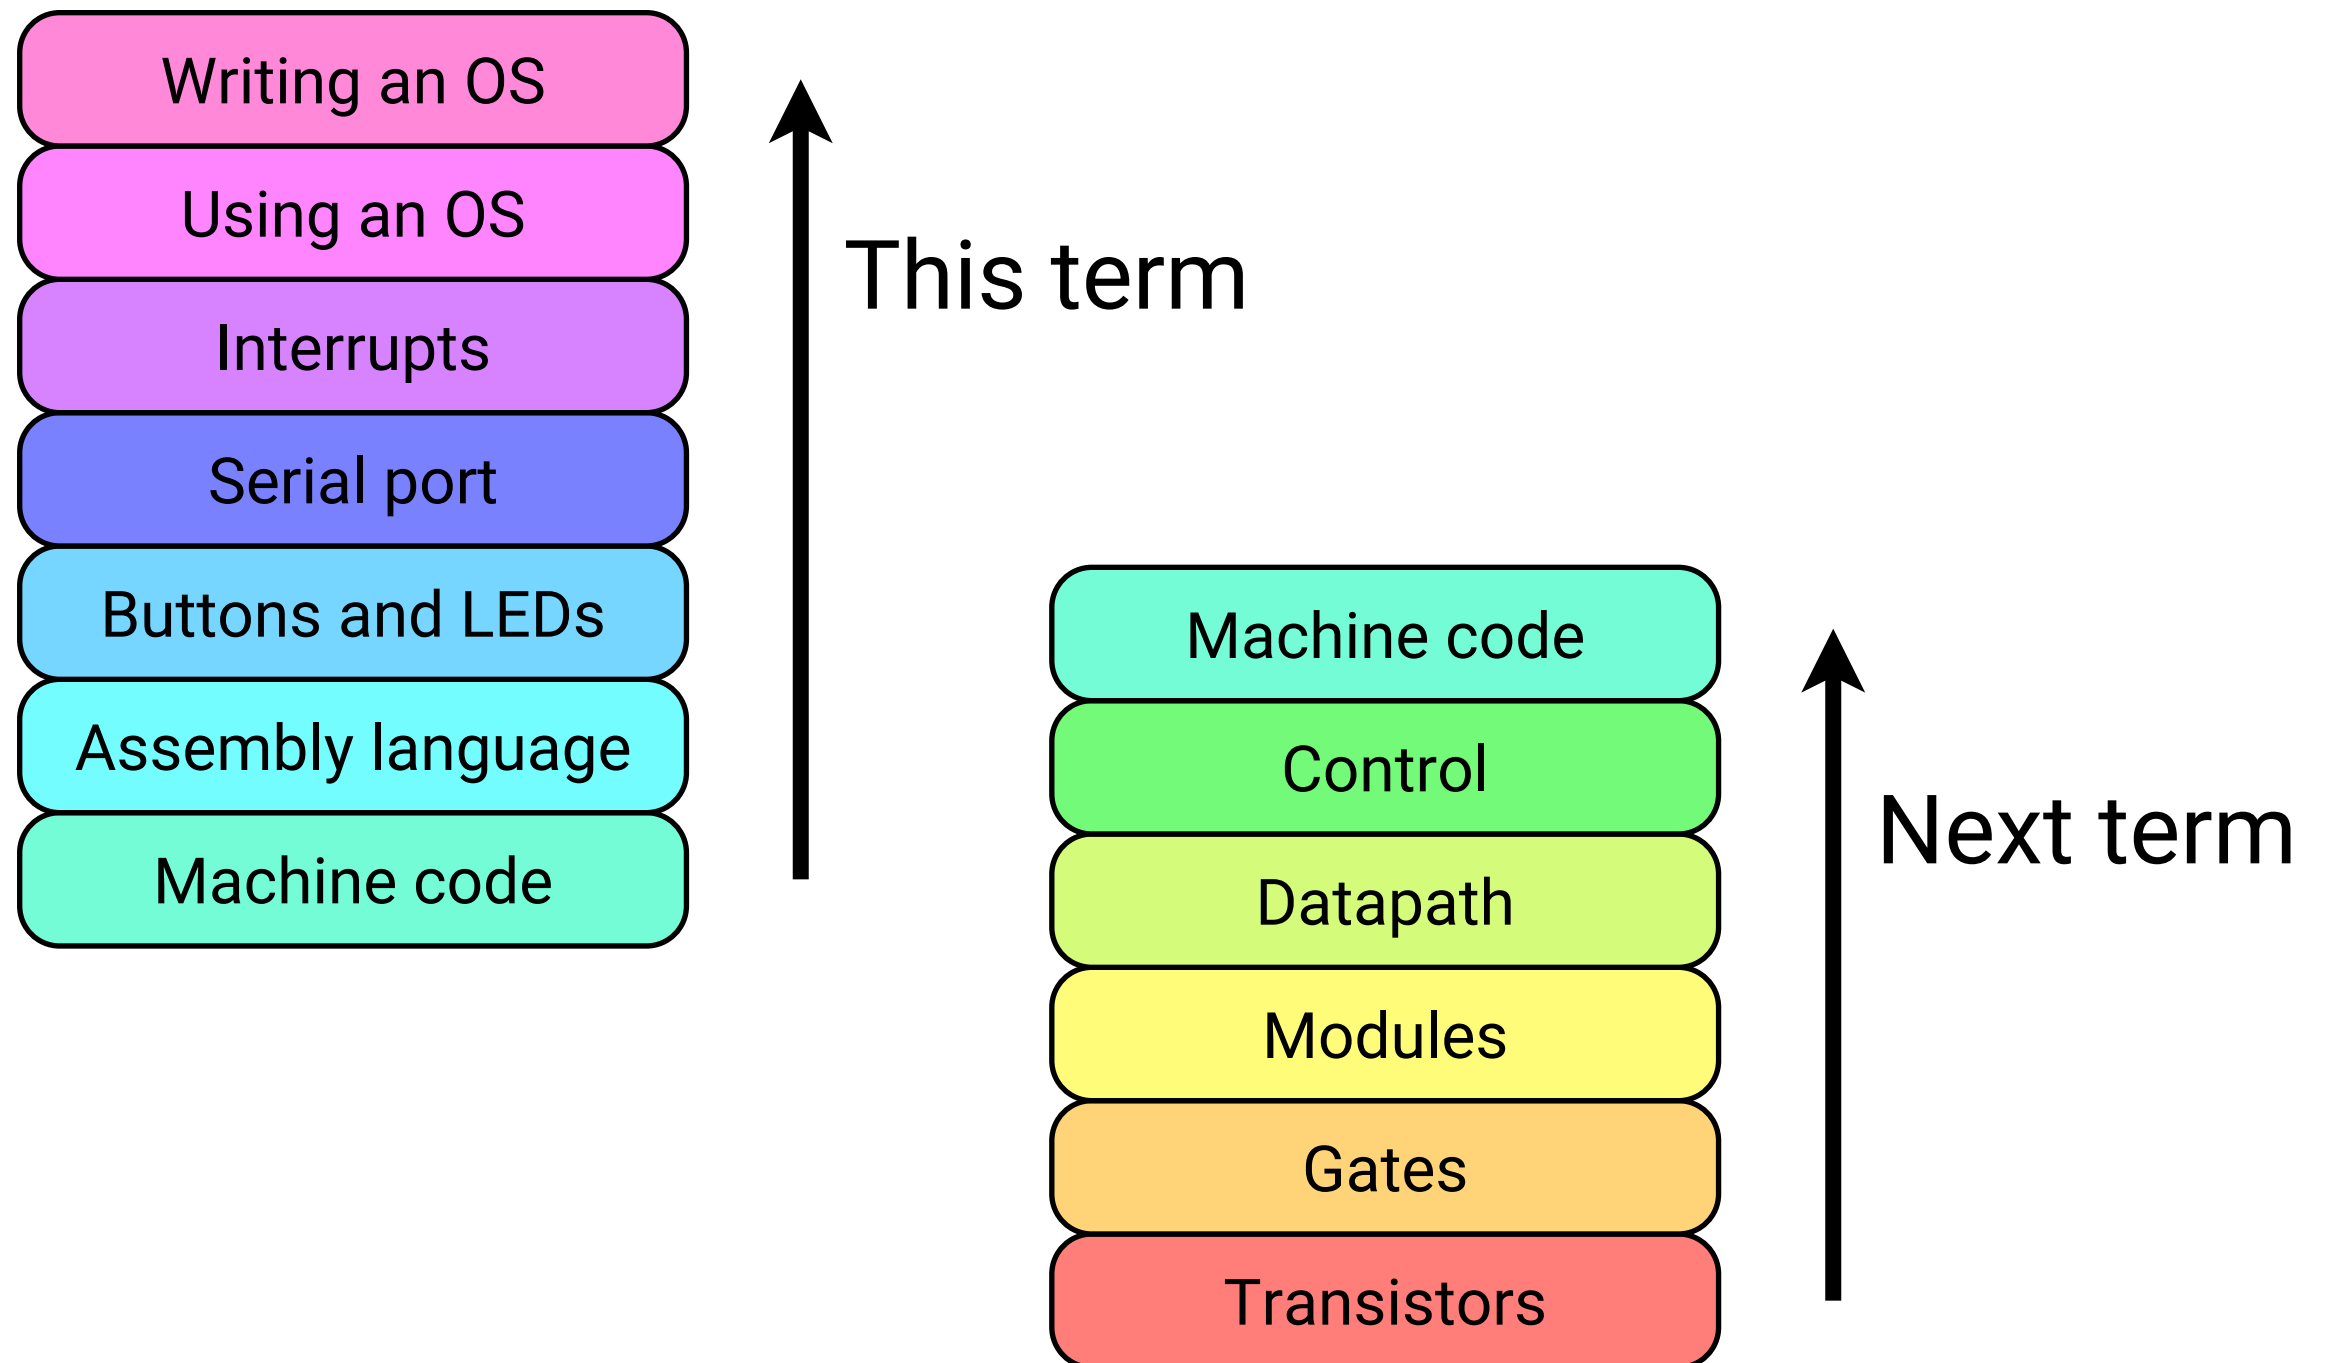 Writing an OS
Using an OS
Interrupts
Serial port
Buttons and LEDs
Assembly language
Machine code
This term
Machine code
Control
Datapath
Modules
Gates
Transistors
Next term